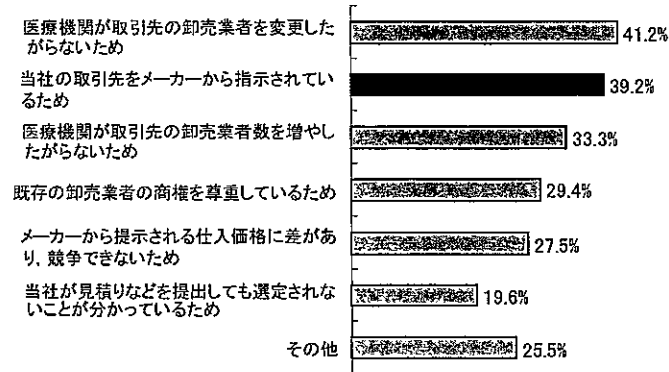 医療機関が取引先の卸売業者を変更した
がらないため
41.2%
当社の取引先をメーカーから指示されてい
るため
39.2%
医療機関が取引先の卸売業者数を増やし
たがらないため
33.3%
既存の卸売業者の商権を尊重しているため
29.4%
メーカーから提示される仕入価格に差があ
り，競争できないため
27.5%
当社が見積りなどを提出しても選定されな
いことが分かっているため
19.6%
その他
25.5%